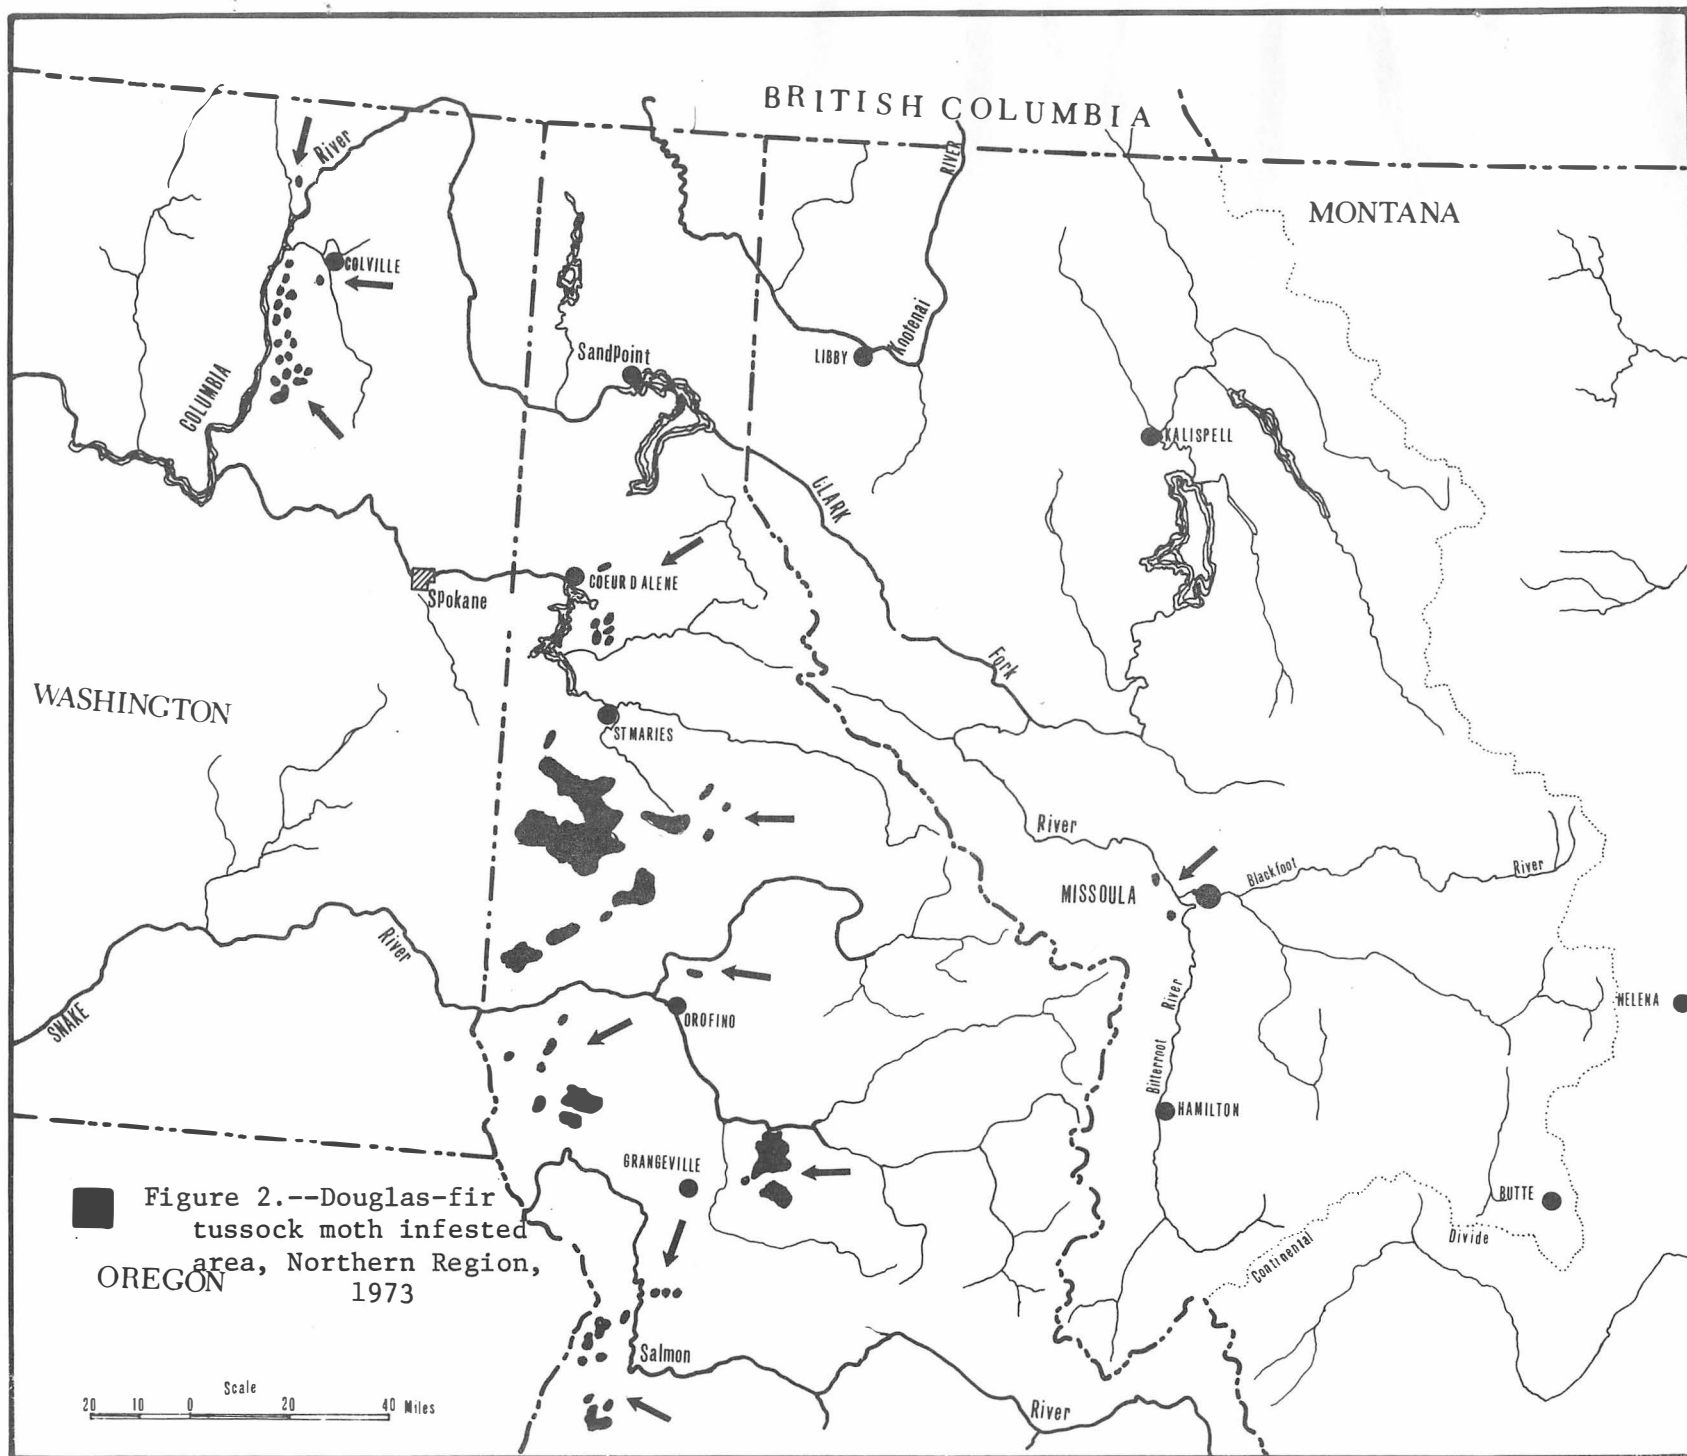 BRITISH COLUMBIA
River
RIVER
MONTANA
COLVILLE
Kootenai
Sandpoint
LIBBY
COLUMBIA
KALISPELL
CLARK
COEUR D ALENE
Spokane
Fork
WASHINGTON
ST MARIES
River
Blackfoot
River
MISSOULA
River
River
SNAKE
HELENA
OROFINO
Bitterroot
HAMILTON
GRANGEVILLE
BUTTE
Figure 2.--Douglas-fir
tussock moth infested
area, Northern Region,
1973
OREGON
Continental
Divide
Salmon
River
Scale
20 10 0 20 40 Miles